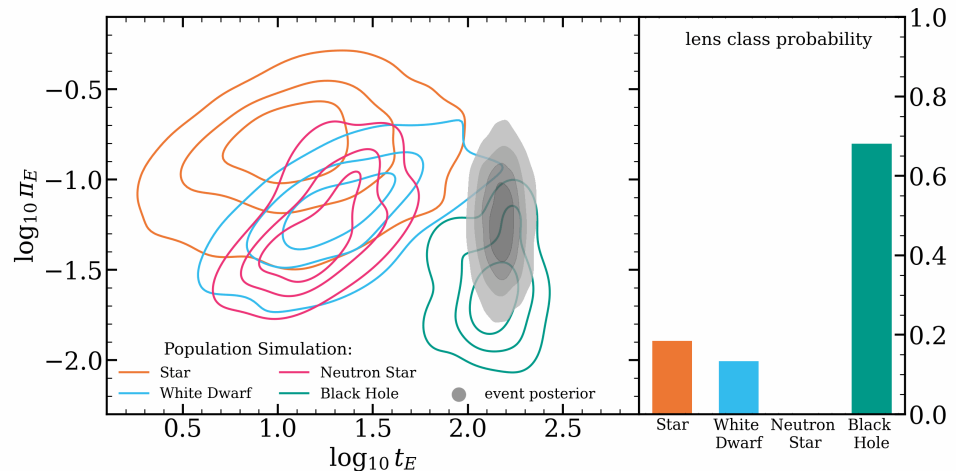 lens class probability
log₁₀ π_E
−0.5
−1.0
−1.5
−2.0
Population Simulation:
Star
White Dwarf
Neutron Star
Black Hole
event posterior
0.5 1.0 1.5 2.0 2.5
log₁₀ t_E
1.0
0.8
0.6
0.4
0.2
0.0
Star White Neutron Black
Dwarf Star Hole